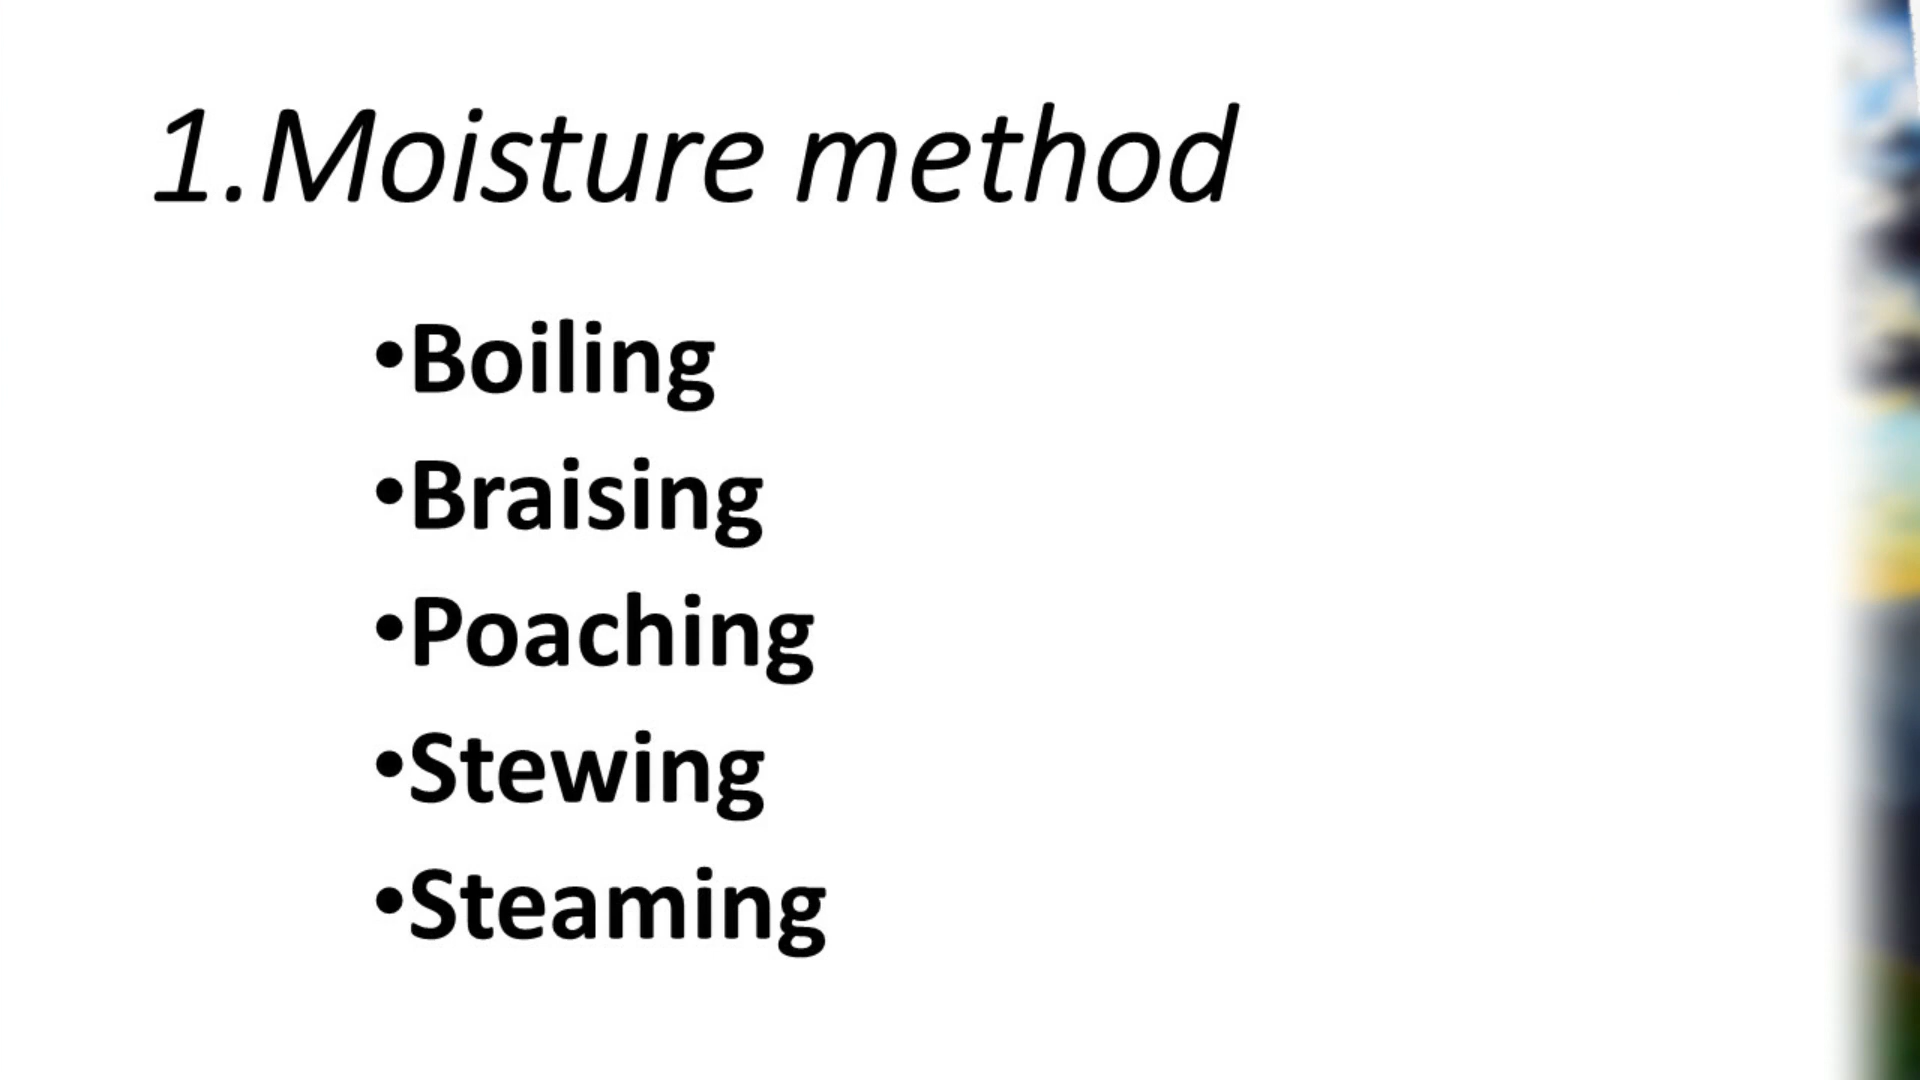 1.Moisture method
•Boiling
•Braising
•Poaching
•Stewing
•Steaming